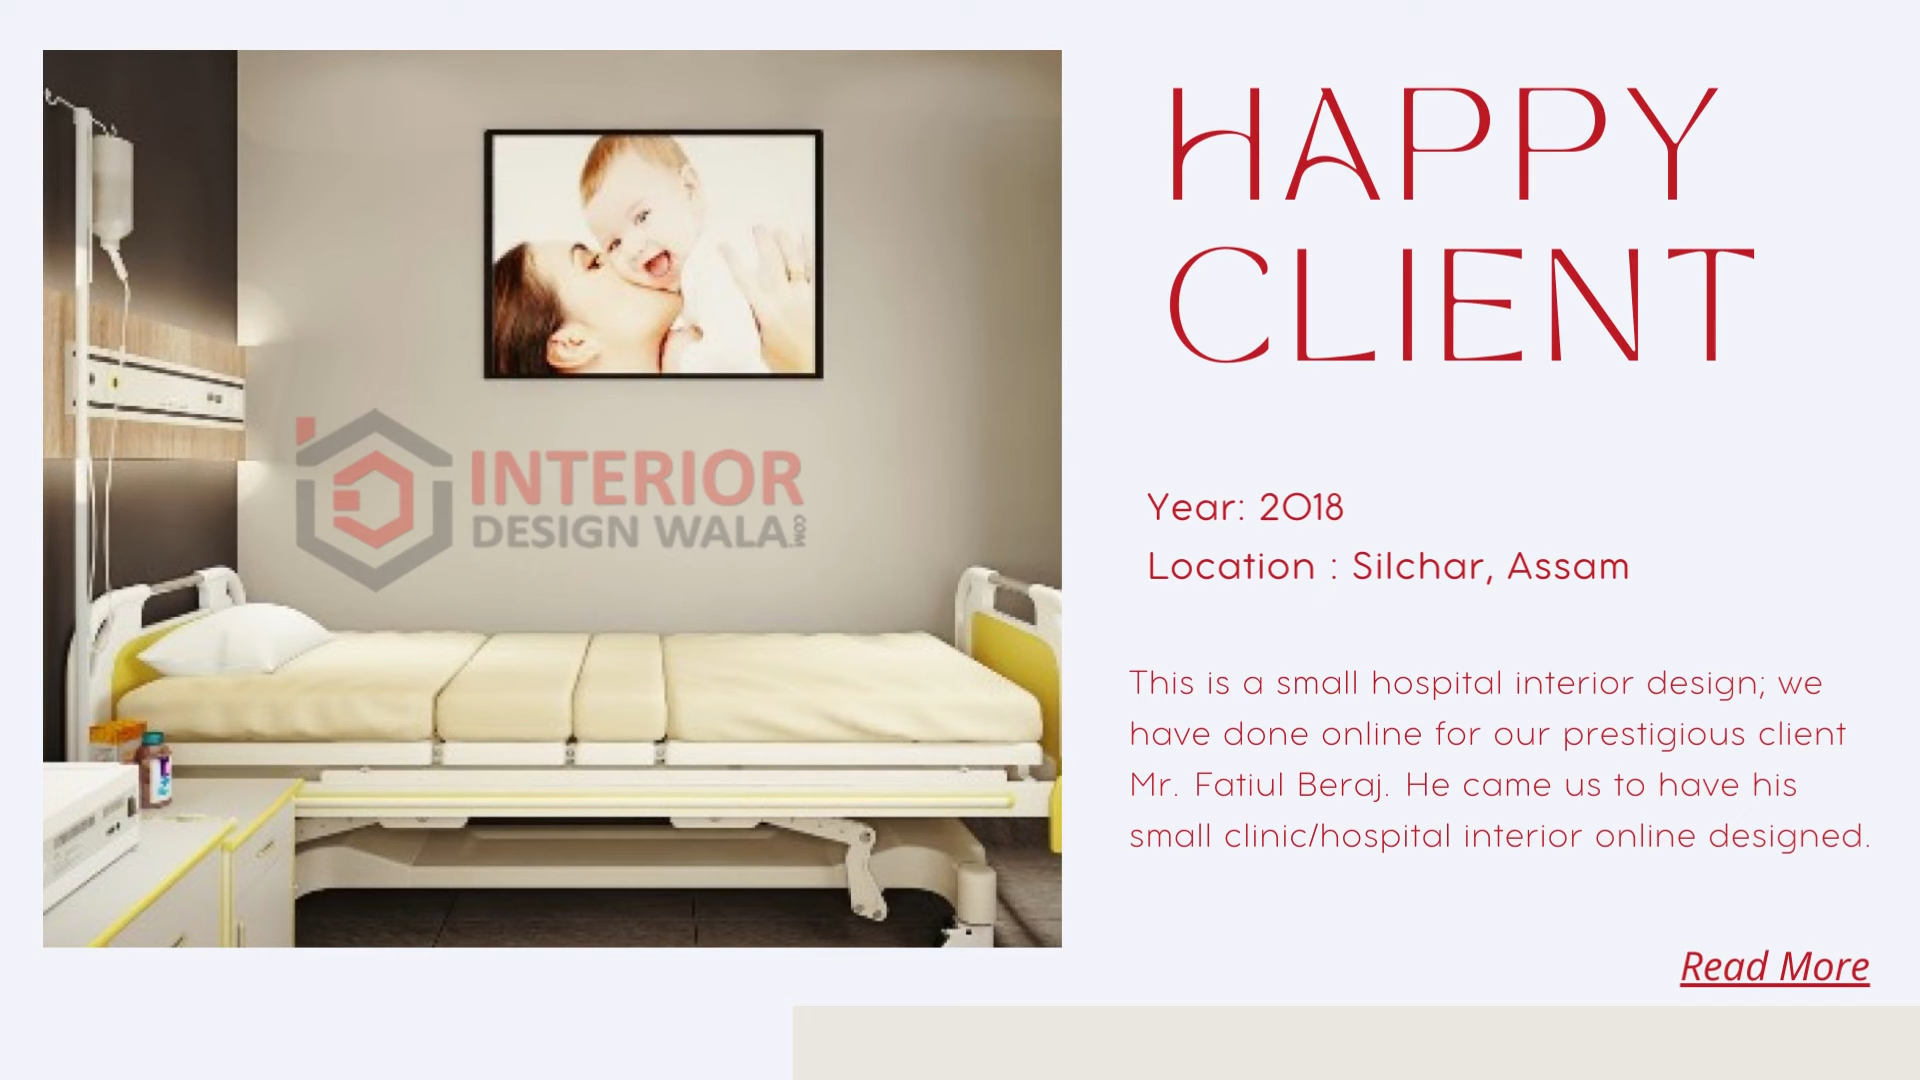 HAPPY
CLIENT
INTERIOR
DESIGN WALA.COM
Year: 2018
Location : Silchar, Assam
This is a small hospital interior design; we
have done online for our prestigious client
Mr. Fatiul Beraj. He came us to have his
small clinic/hospital interior online designed.
Read More